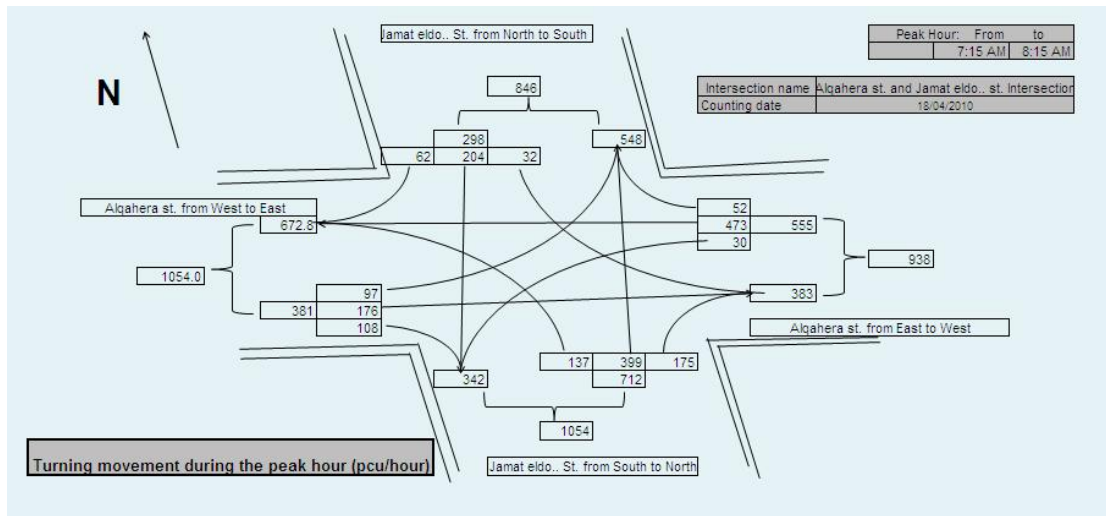 Jamat eldo.. St. from North to South
Peak Hour: From to
7:15 AM 8:15 AM
N
846
Intersection name Alqahera st. and Jamat eldo.. st. Intersection
Counting date 18/04/2010
298
548
62 204 32
Alqahera st. from West to East
52
672.8
473 555
30
938
1054.0
97
383
381 176
108
Alqahera st. from East to West
137 399 175
342
712
1054
Turning movement during the peak hour (pcu/hour)
Jamat eldo.. St. from South to North